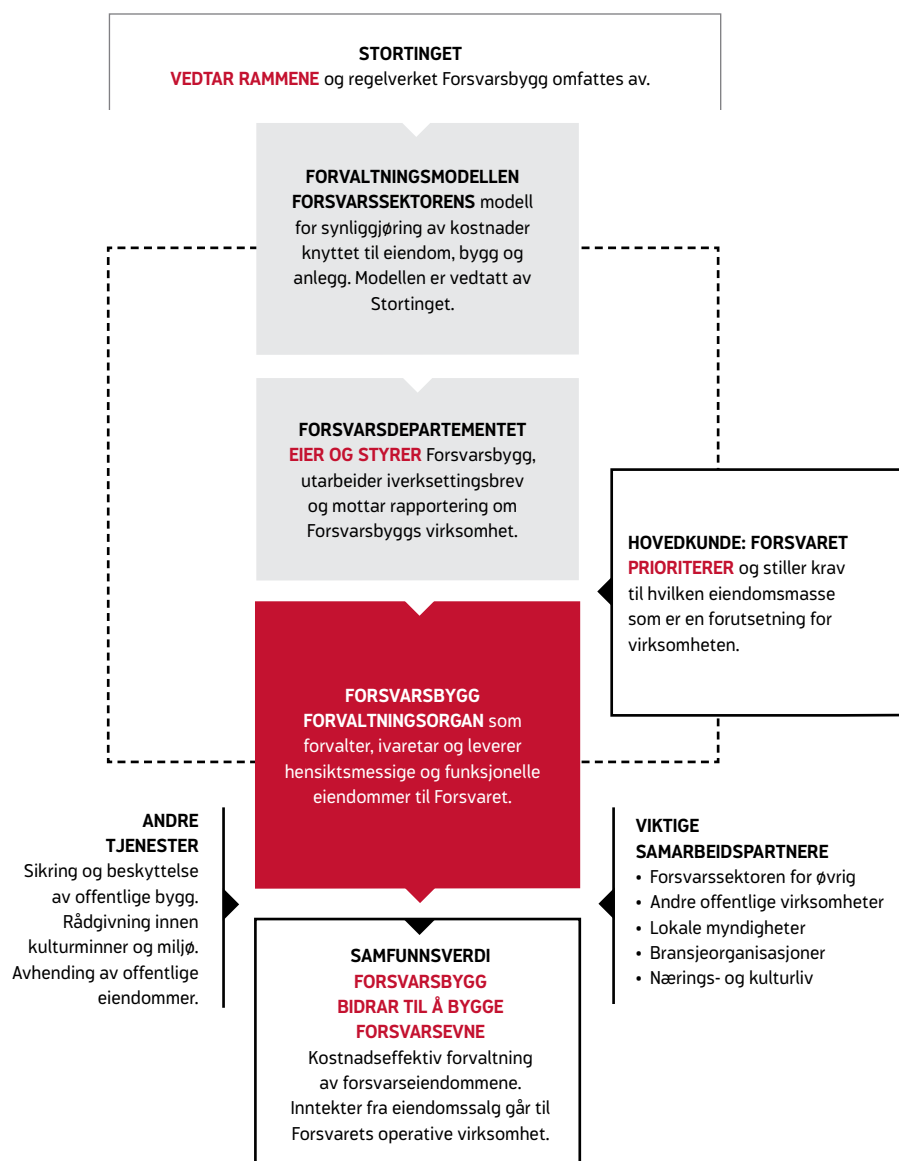 STORTINGET
VEDTAR RAMMENE og regelverket Forsvarsbygg omfattes av.
FORVALTNINGSMODELLEN
FORSVARSSEKTORENS modell
for synliggjøring av kostnader
knyttet til eiendom, bygg og
anlegg. Modellen er vedtatt av
Stortinget.
FORSVARSDEPARTEMENTET
EIER OG STYRER Forsvarsbygg,
utarbeider iverksettingsbrev
og mottar rapportering om
Forsvarsbyggs virksomhet.
HOVEDKUNDE: FORSVARET
PRIORITERER og stiller krav
til hvilken eiendomsmasse
som er en forutsetning for
virksomheten.
FORSVARSBYGG
FORVALTNINGSORGAN som
forvalter, ivaretar og leverer
hensiktsmessige og funksjonelle
eiendommer til Forsvaret.
ANDRE
TJENESTER
Sikring og beskyttelse
av offentlige bygg.
Rådgivning innen
kulturminner og miljø.
Avhending av offentlige
eiendommer.
VIKTIGE
SAMARBEIDSPARTNERE
• Forsvarssektoren for øvrig
• Andre offentlige virksomheter
• Lokale myndigheter
• Bransjeorganisasjoner
• Nærings- og kulturliv
SAMFUNNSVERDI
FORSVARSBYGG
BIDRAR TIL Å BYGGE
FORSVARSEVNE
Kostnadseffektiv forvaltning
av forsvarseiendommene.
Inntekter fra eiendomssalg går til
Forsvarets operative virksomhet.